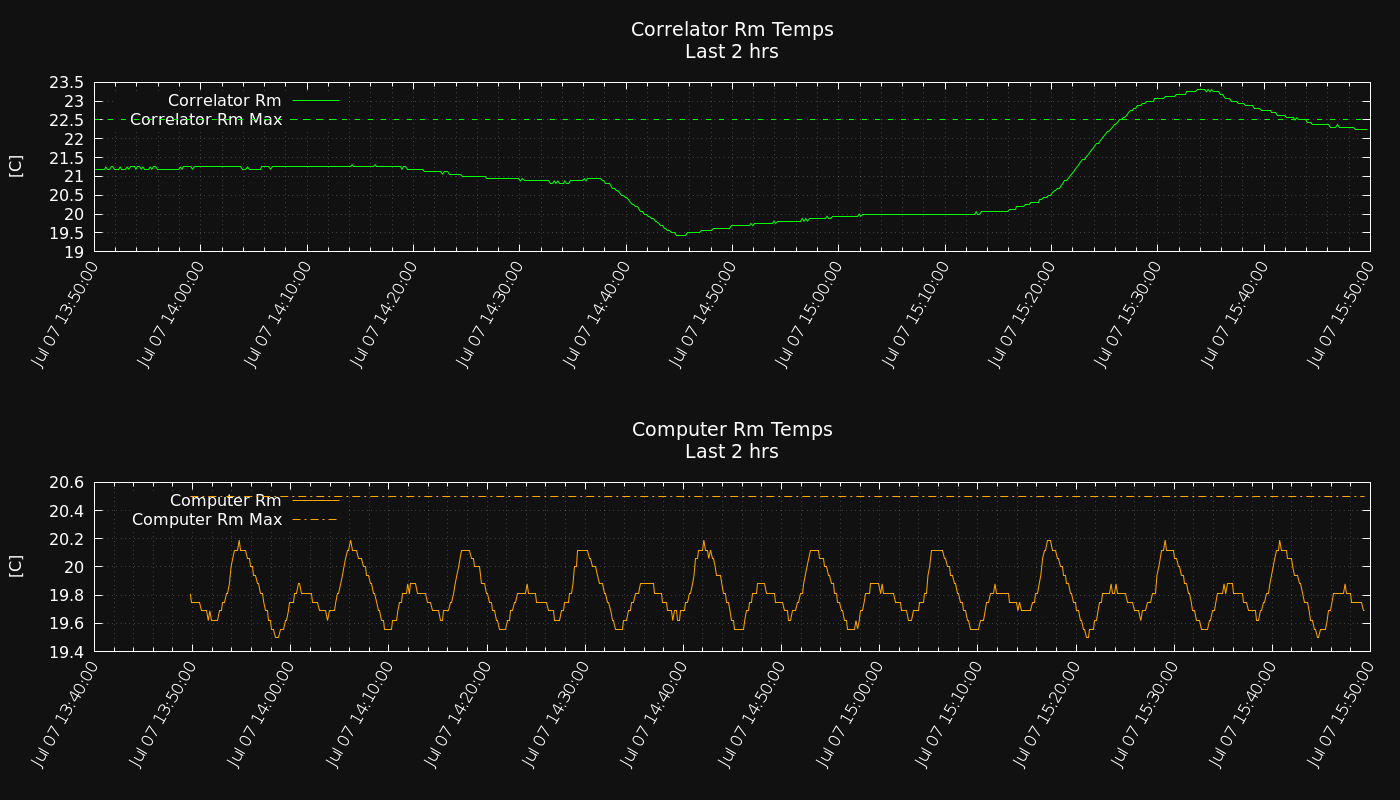 Correlator Rm Temps
Last 2 hrs
23.5
23
22.5
22
21.5
21
20.5
20
19.5
19
[C]
Correlator Rm
Correlator Rm Max
Jul 07 13:50:00
Jul 07 14:00:00
Jul 07 14:10:00
Jul 07 14:20:00
Jul 07 14:30:00
Jul 07 14:40:00
Jul 07 14:50:00
Jul 07 15:00:00
Jul 07 15:10:00
Jul 07 15:20:00
Jul 07 15:30:00
Jul 07 15:40:00
Jul 07 15:50:00
Computer Rm Temps
Last 2 hrs
20.6
20.4
20.2
20
19.8
19.6
19.4
[C]
Computer Rm
Computer Rm Max
Jul 07 13:40:00
Jul 07 13:50:00
Jul 07 14:00:00
Jul 07 14:10:00
Jul 07 14:20:00
Jul 07 14:30:00
Jul 07 14:40:00
Jul 07 14:50:00
Jul 07 15:00:00
Jul 07 15:10:00
Jul 07 15:20:00
Jul 07 15:30:00
Jul 07 15:40:00
Jul 07 15:50:00